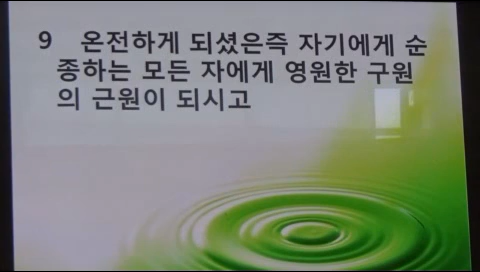 9 온전하게 되셨은즉 자기에게 순
종하는 모든 자에게 영원한 구원
의 근원이 되시고